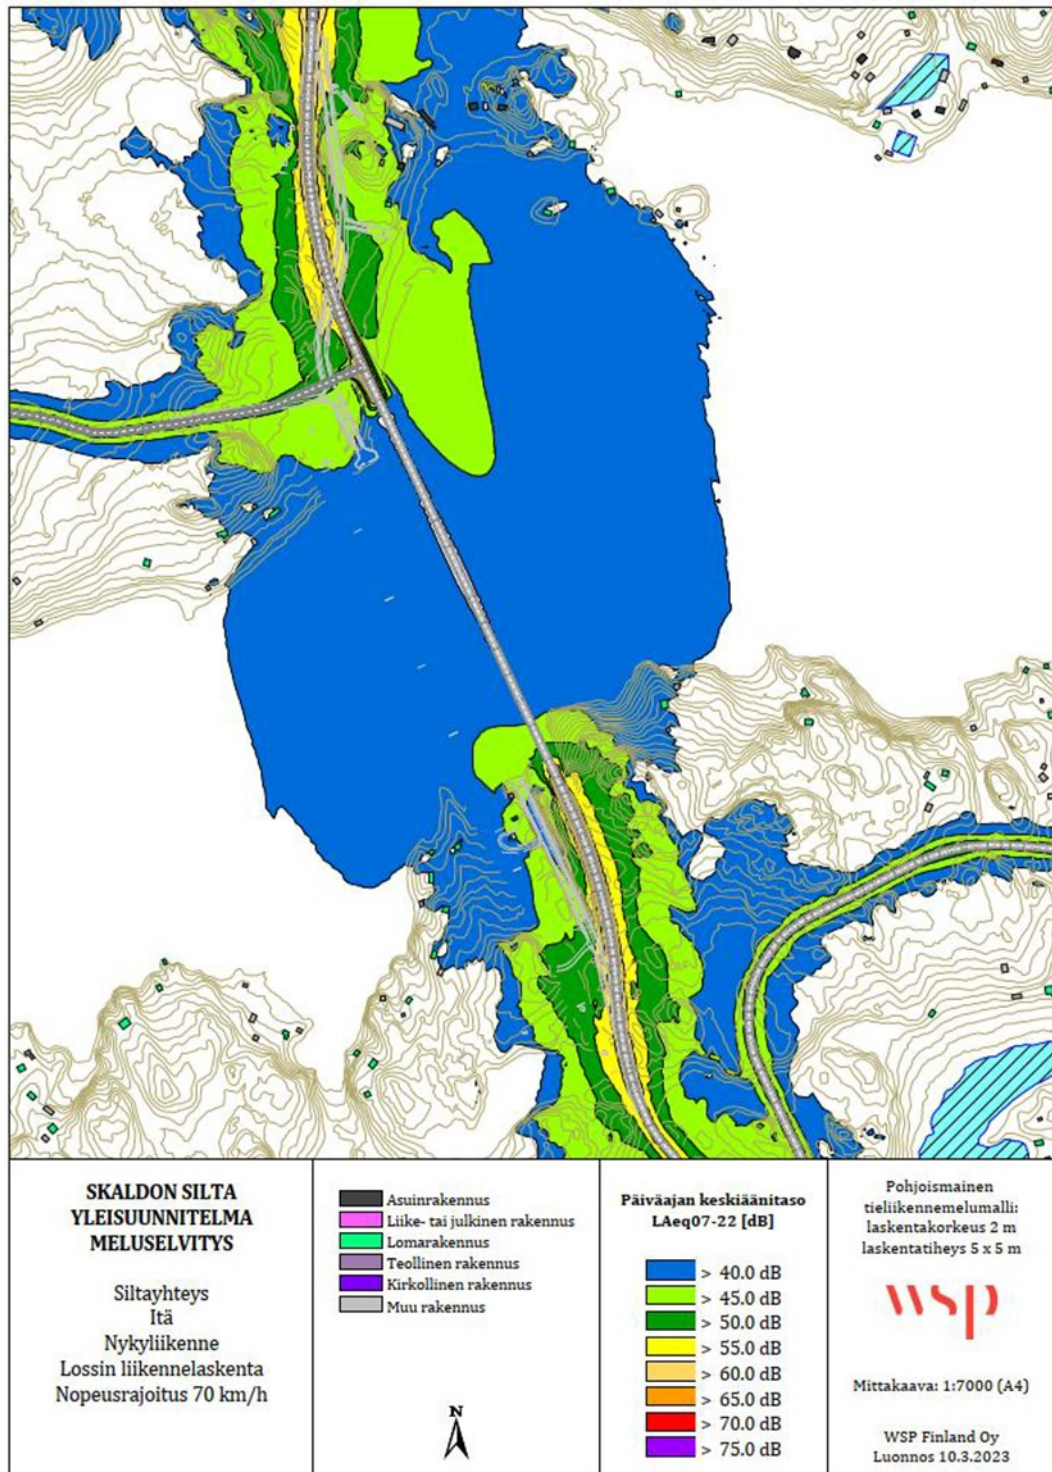 SKALDON SILTA
YLEISUUNNITELMA
MELUSELVITYS
Siltayhteys
Itä
Nykyliikenne
Lossin liikennelaskenta
Nopeusrajoitus 70 km/h
Asuinrakennus
Liike- tai julkinen rakennus
Lomarakennus
Teollinen rakennus
Kirkollinen rakennus
Muu rakennus
N
Päiväajan keskiäänitaso
LAeq07-22 [dB]
> 40.0 dB
> 45.0 dB
> 50.0 dB
> 55.0 dB
> 60.0 dB
> 65.0 dB
> 70.0 dB
> 75.0 dB
Pohjoismainen
tieliikennemelumalli:
laskentakorkeus 2 m
laskentatiheys 5 x 5 m
wsp
Mittakaava: 1:7000 (A4)
WSP Finland Oy
Luonnos 10.3.2023